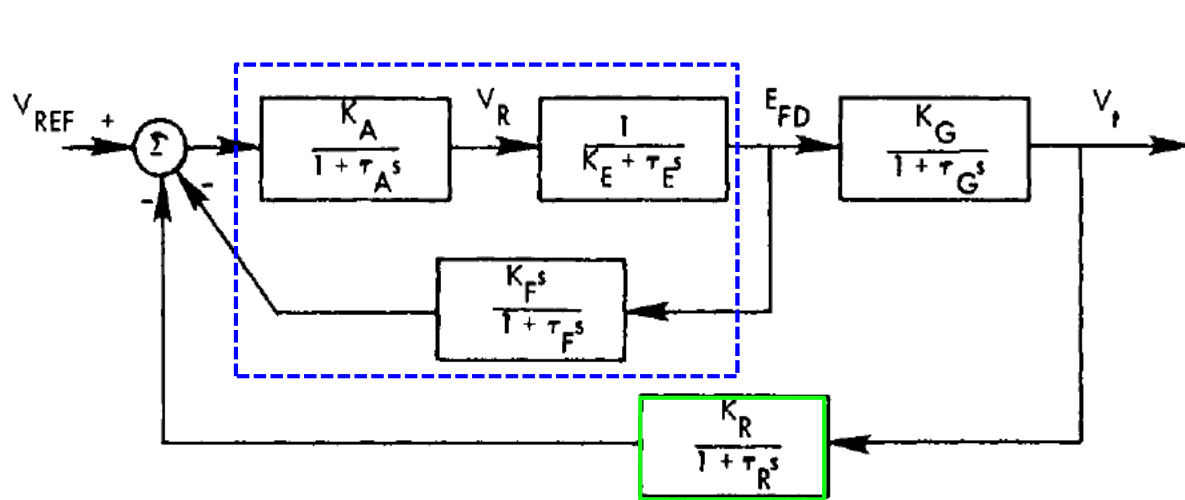 V_REF + Σ - -
K_A
1 + τ_A s
V_R
1
K_E + τ_E s
E_FD
K_G
1 + τ_G s
V_t
K_F s
1 + τ_F s
K_R
1 + τ_R s